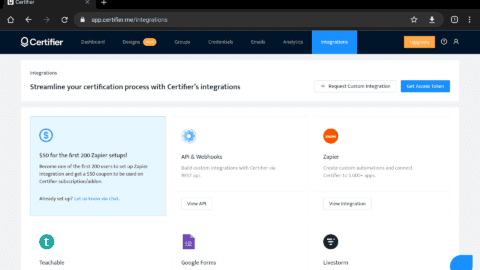 Certifier
app.certifier.me/integrations
Certifier
Dashboard
Designs
Groups
Credentials
Emails
Analytics
Integrations
Upgrade
Integrations
Streamline your certification process with Certifier's integrations
Request Custom Integration
Get Access Token
$50 for the first 200 Zapier setups!
Become one of the first 200 users to set up Zapier
integration and get a $50 coupon to be used on
Certifier subscription/addon.
Already set up? Let us know via chat.
API & Webhooks
Build custom integrations with Certifier via
REST api.
View API
Zapier
Create custom automations and connect
Certifier to 5,000+ apps.
View Integration
Teachable
Google Forms
Livestorm